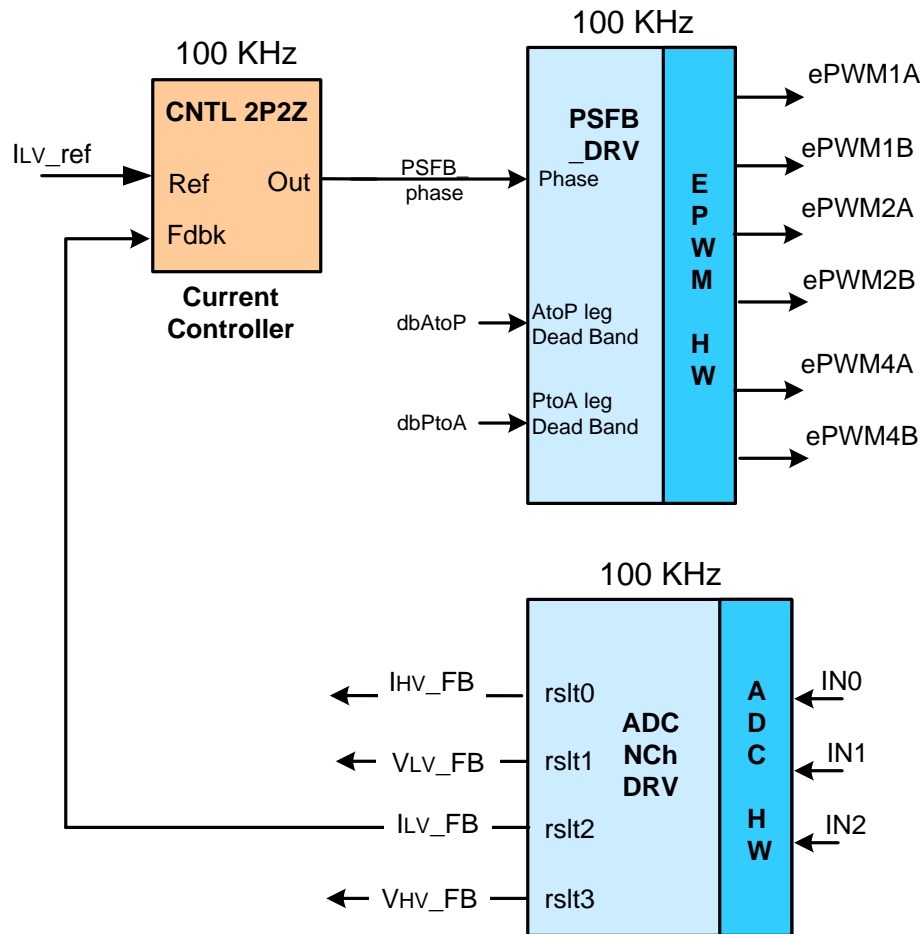 100 KHz
CNTL 2P2Z
ILV_ref
Ref
Out
Fdbk
Current
Controller
PSFB_
phase
100 KHz
PSFB
_DRV
Phase
dbAtoP
AtoP leg
Dead Band
dbPtoA
PtoA leg
Dead Band
E
P
W
M
H
W
ePWM1A
ePWM1B
ePWM2A
ePWM2B
ePWM4A
ePWM4B
100 KHz
IHV_FB
rslt0
VLV_FB
rslt1
ILV_FB
rslt2
VHV_FB
rslt3
ADC
NCh
DRV
A
D
C
H
W
IN0
IN1
IN2